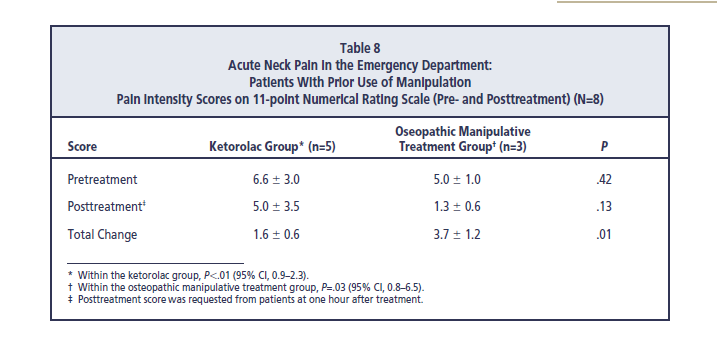 Table 8
Acute Neck Pain in the Emergency Department:
Patients With Prior Use of Manipulation
Pain Intensity Scores on 11-point Numerical Rating Scale (Pre- and Posttreatment) (N=8)
Oseopathic Manipulative
Score Ketorolac Group* (n=5) Treatment Group† (n=3) P
Pretreatment 6.6 ± 3.0 5.0 ± 1.0 .42
Posttreatment‡ 5.0 ± 3.5 1.3 ± 0.6 .13
Total Change 1.6 ± 0.6 3.7 ± 1.2 .01
* Within the ketorolac group, P<.01 (95% CI, 0.9–2.3).
† Within the osteopathic manipulative treatment group, P=.03 (95% CI, 0.8–6.5).
‡ Posttreatment score was requested from patients at one hour after treatment.